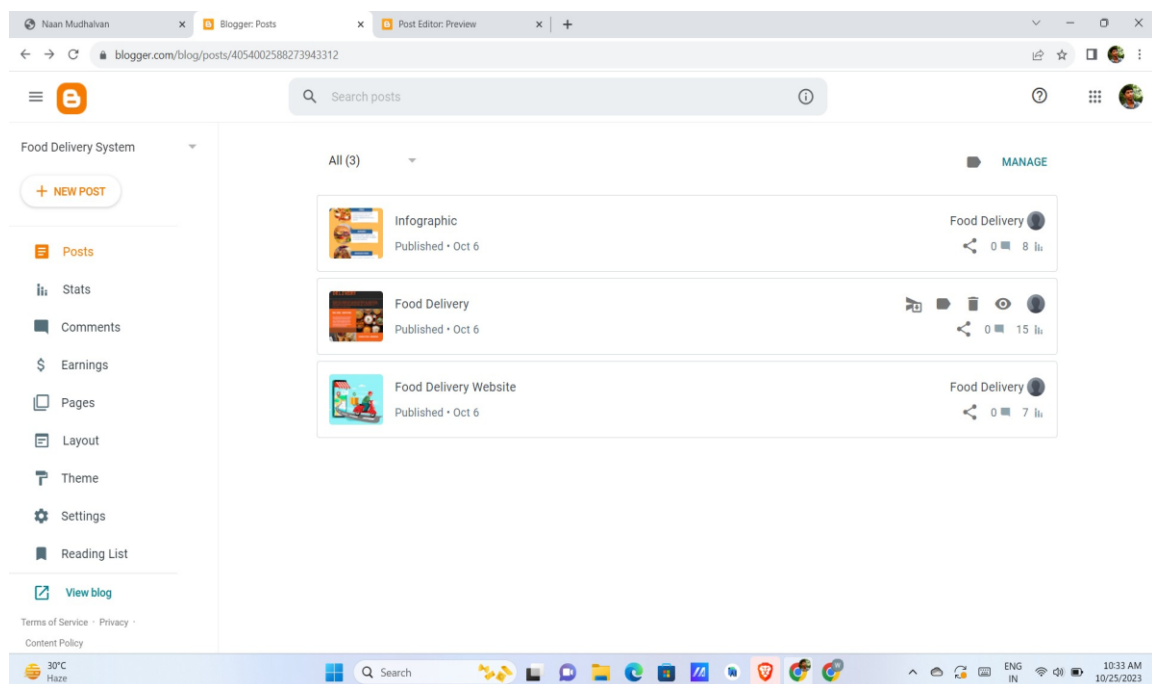 Naan Mudhalvan
Blogger: Posts
Post Editor: Preview
blogger.com/blog/posts/4054002588273943312
Search posts
Food Delivery System
All (3)
MANAGE
+ NEW POST
Infographic
Food Delivery
Published • Oct 6
0 8
Posts
Stats
Food Delivery
Published • Oct 6
0 15
Comments
Earnings
Food Delivery Website
Food Delivery
Published • Oct 6
0 7
Pages
Layout
Theme
Settings
Reading List
View blog
Terms of Service · Privacy ·
Content Policy
30°C
Haze
Search
ENG
IN
10:33 AM
10/25/2023